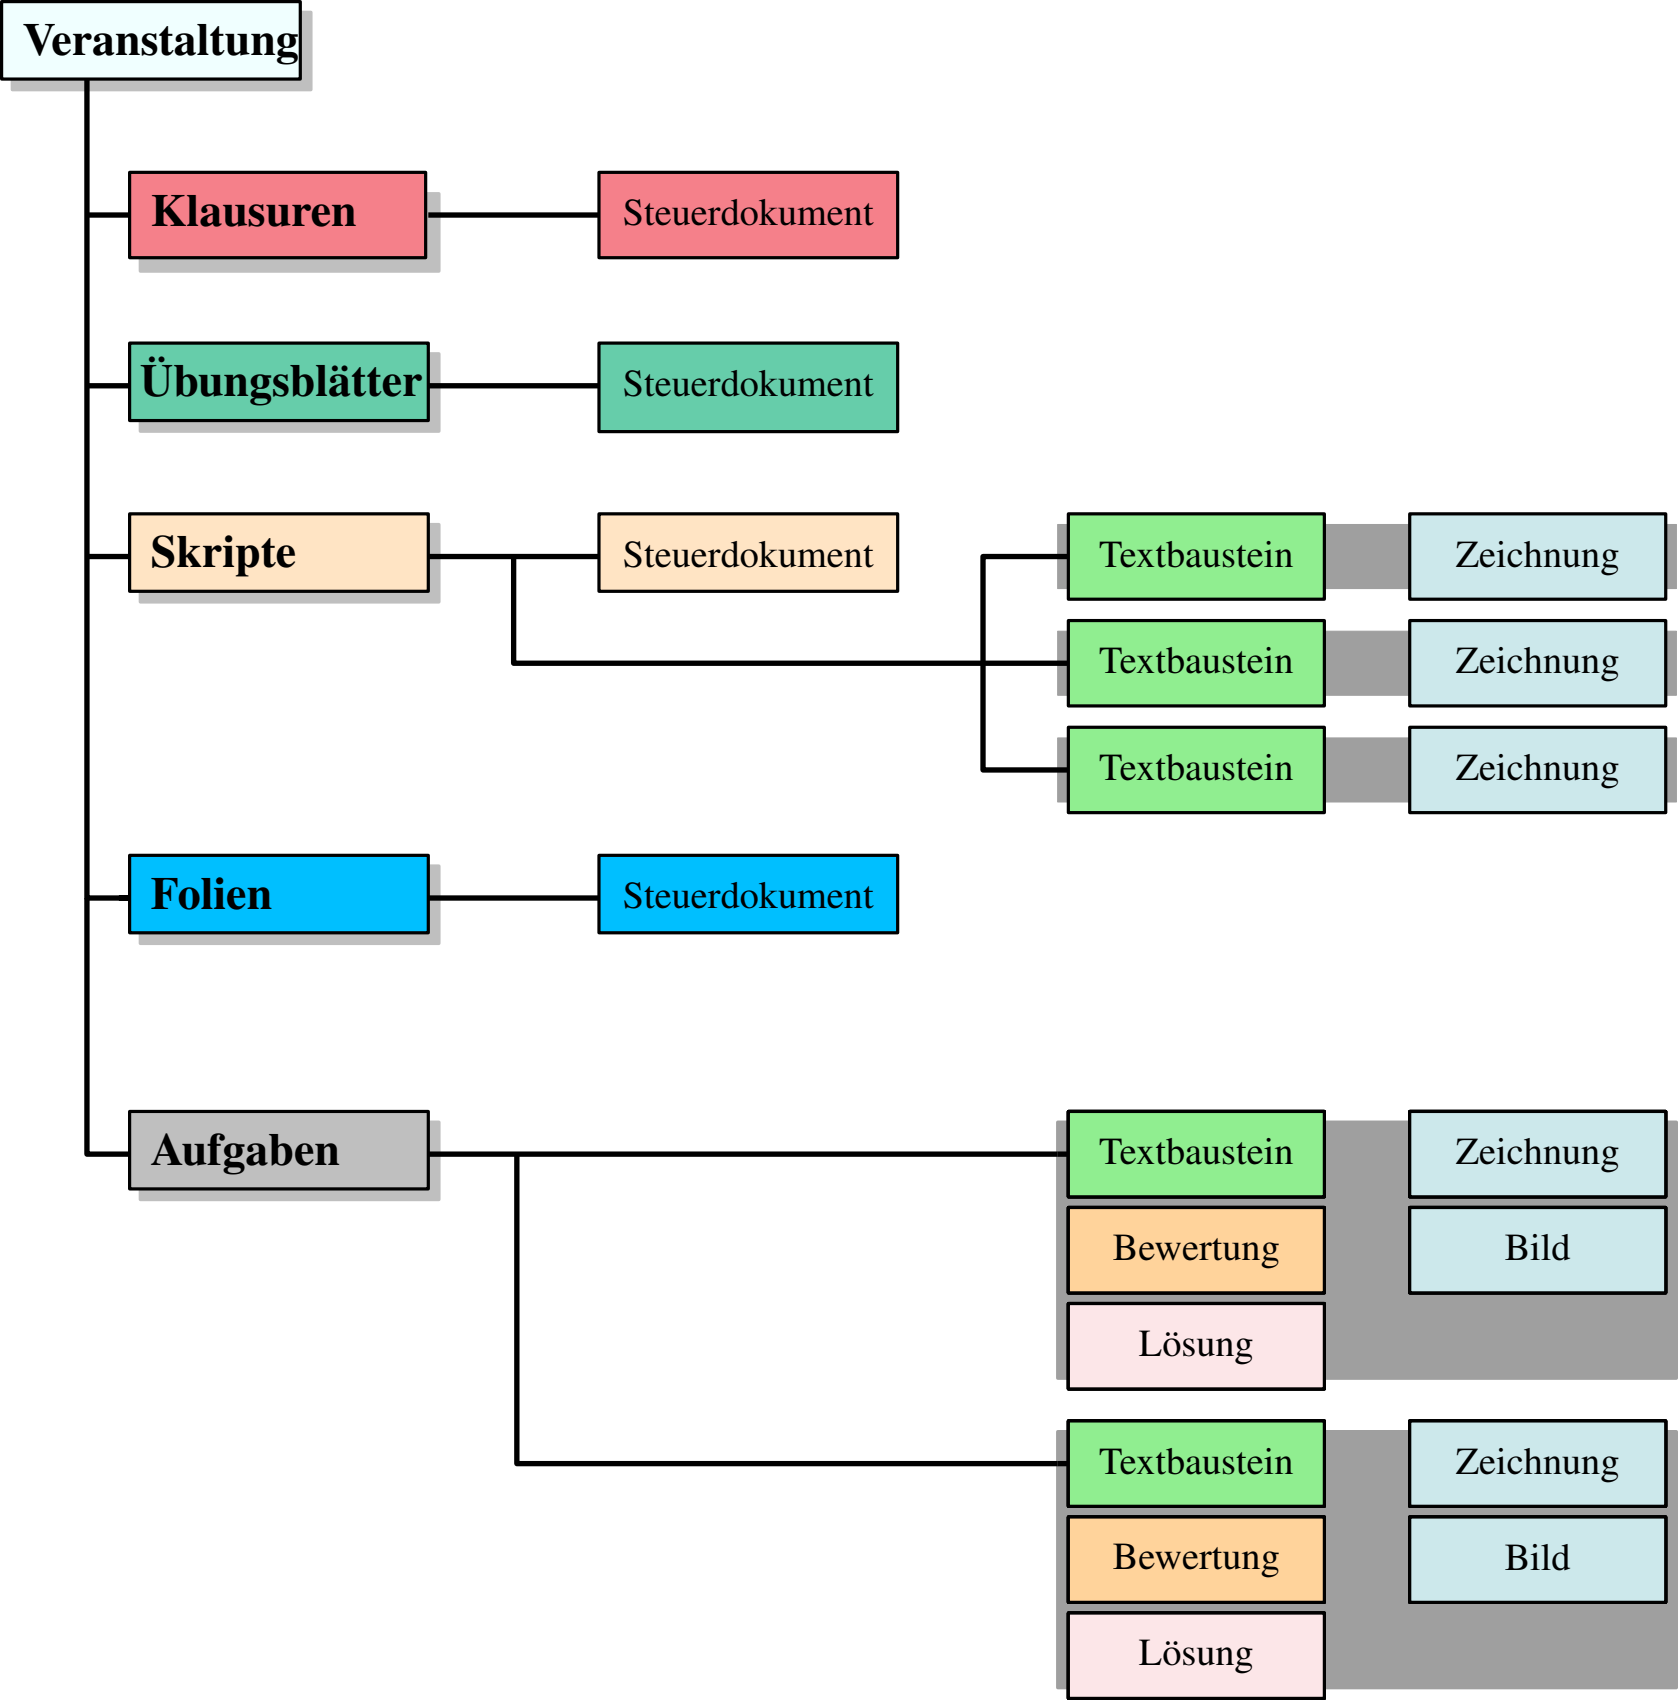 Veranstaltung
Klausuren Steuerdokument
Übungsblätter Steuerdokument
Skripte Steuerdokument Textbaustein Zeichnung
Textbaustein Zeichnung
Textbaustein Zeichnung
Folien Steuerdokument
Aufgaben Textbaustein Zeichnung
Bewertung Bild
Lösung
Textbaustein Zeichnung
Bewertung Bild
Lösung